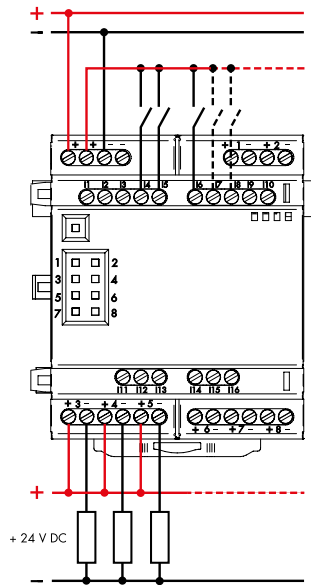 +
-
+ + - -
+ 1 - + 2 -
I1 I2 I3 I4 I5 I6 I7 I8 I9 I10
1 2
3 4
5 6
7 8
I11 I12 I13 I14 I15 I16
+ 3 - + 4 - + 5 -
+ 6 - + 7 - + 8 -
+
+ 24 V DC
-